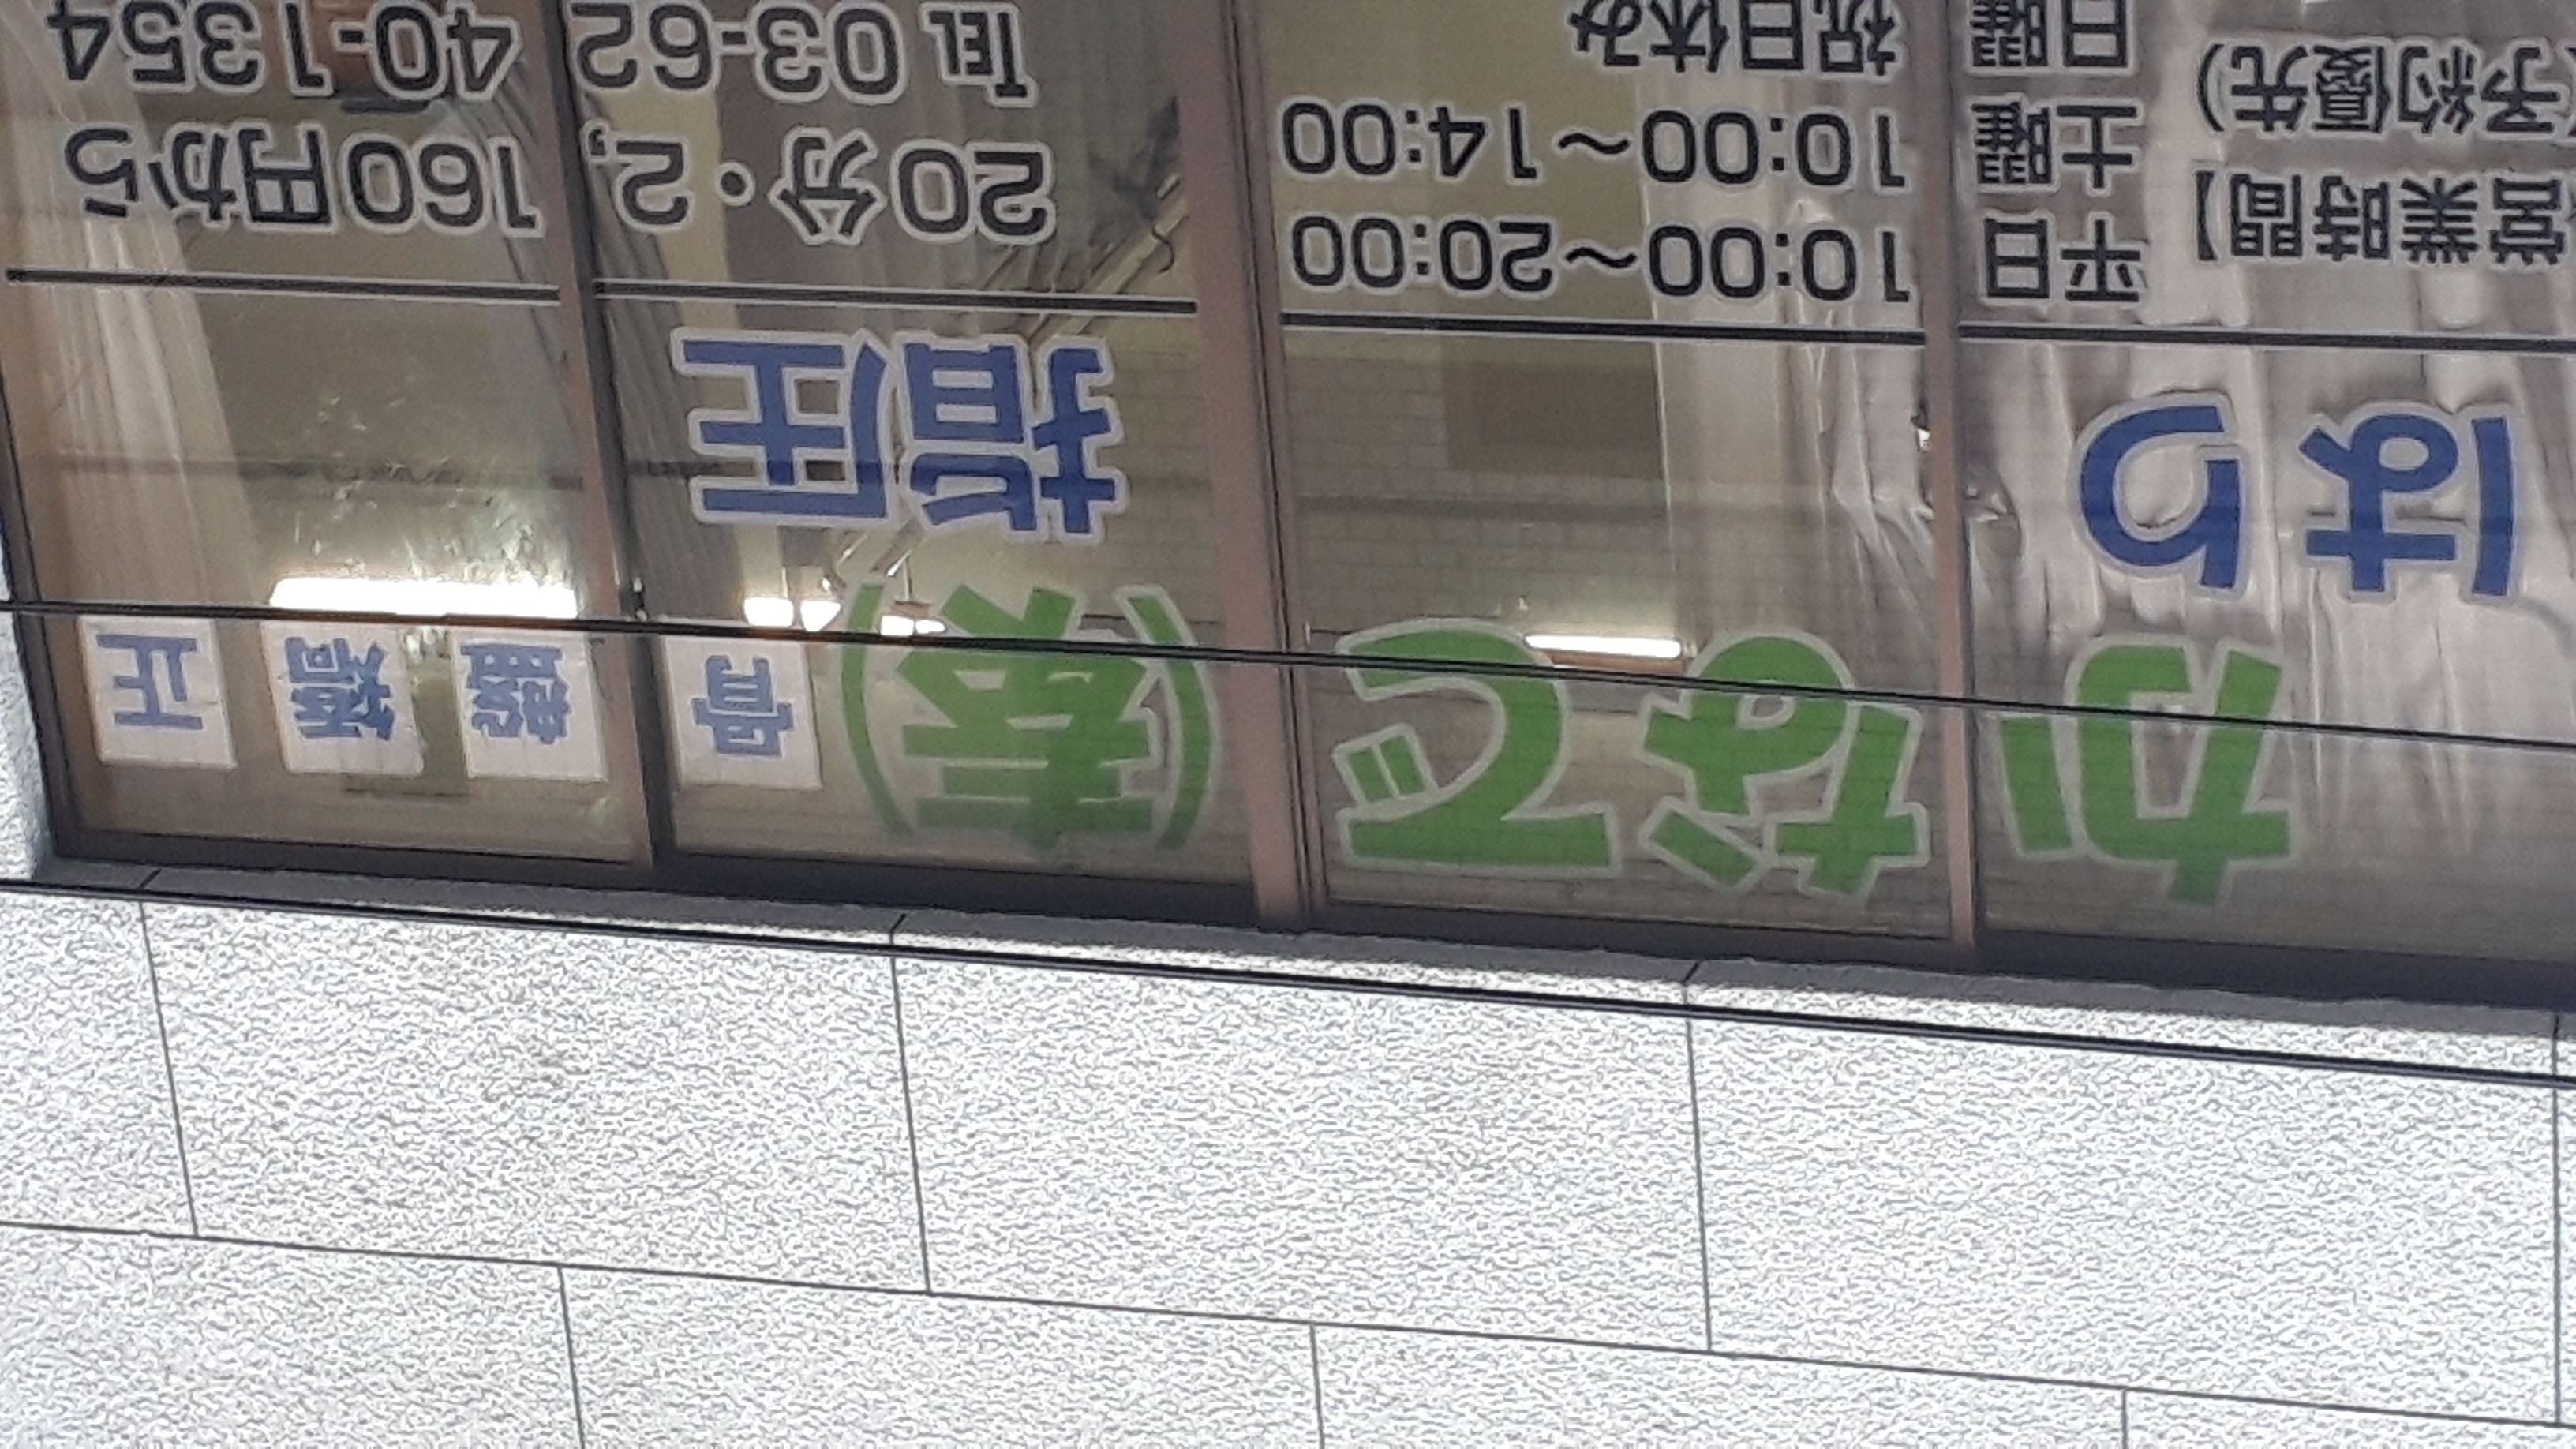 かなで(奏) 骨盤矯正
はり 指圧
営業時間】 平日 10:00〜20:00 20分・2,160円から
予約優先) 土曜 10:00〜14:00 TEL 03-6240-1354
日曜 祝日休み